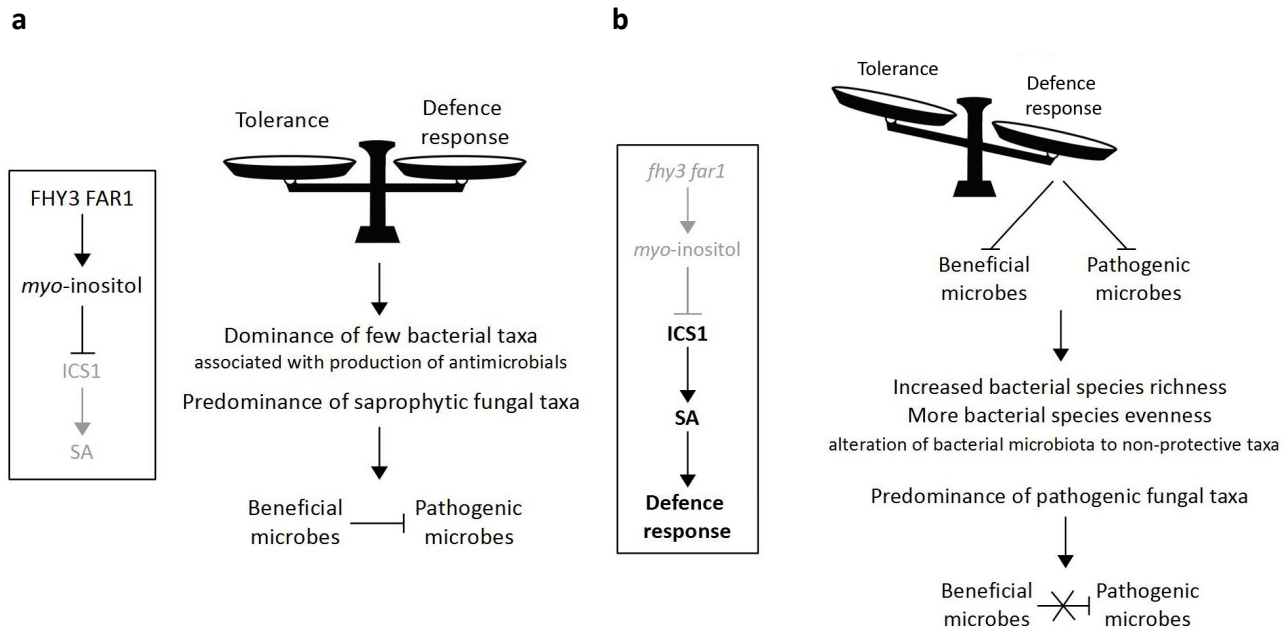 a
FHY3 FAR1
myo-inositol
ICS1
SA
Tolerance
Defence
response
Dominance of few bacterial taxa
associated with production of antimicrobials
Predominance of saprophytic fungal taxa
Beneficial
microbes
Pathogenic
microbes
b
fhy3 far1
myo-inositol
ICS1
SA
Defence
response
Tolerance
Defence
response
Beneficial
microbes
Pathogenic
microbes
Increased bacterial species richness
More bacterial species evenness
alteration of bacterial microbiota to non-protective taxa
Predominance of pathogenic fungal taxa
Beneficial
microbes
Pathogenic
microbes